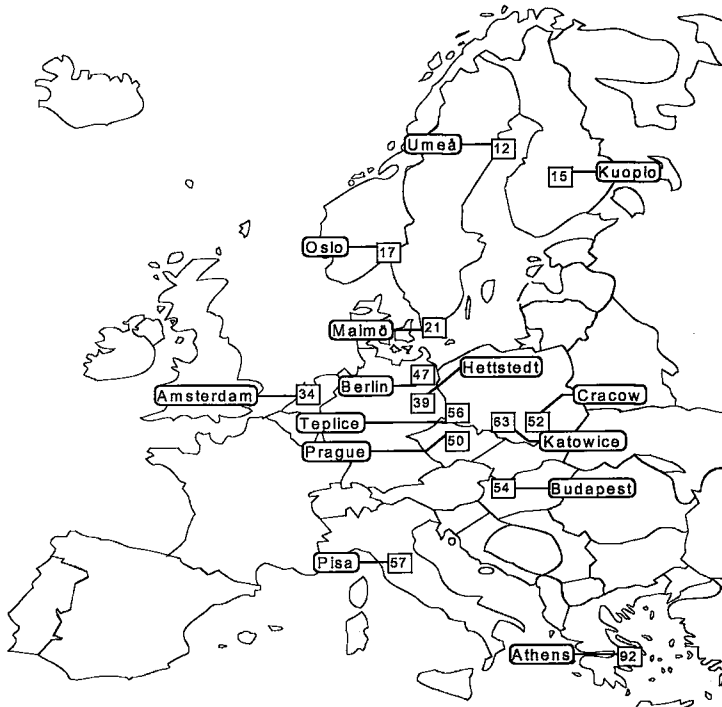 Umeå 12
15 Kuopio
Oslo 17
Malmö 21
47 Hettstedt
Berlin
Amsterdam 34
39 Cracow
56
Teplice 63 52
50 Katowice
Prague
54 Budapest
Pisa 57
Athens 92